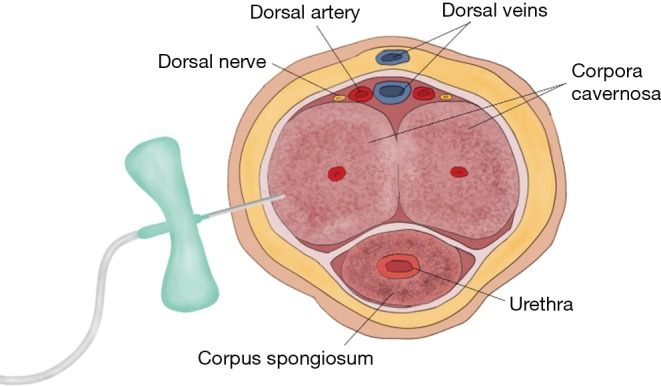 Dorsal artery
Dorsal veins
Dorsal nerve
Corpora
cavernosa
Urethra
Corpus spongiosum